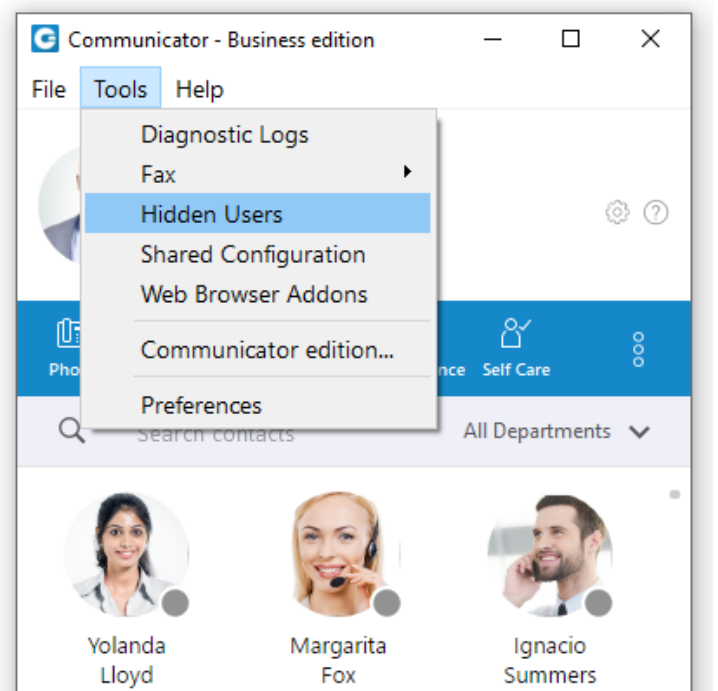 Communicator - Business edition
File Tools Help
Diagnostic Logs
Fax
Hidden Users
Shared Configuration
Web Browser Addons
Communicator edition...
Preferences
Self Care
Search contacts
All Departments
Yolanda
Lloyd
Margarita
Fox
Ignacio
Summers